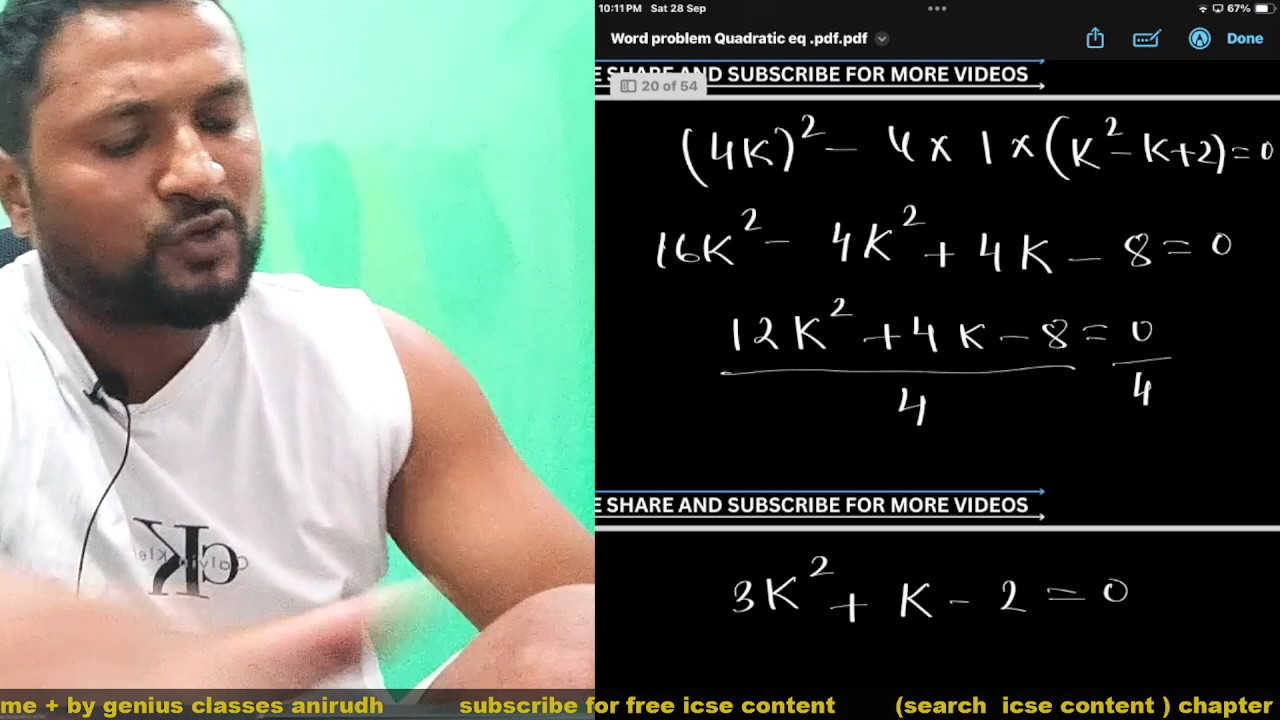 10:11 PM Sat 28 Sep 67%
Word problem Quadratic eq .pdf.pdf Done
E SHARE AND SUBSCRIBE FOR MORE VIDEOS
20 of 54
(4K)² - 4 × 1 × (K² - K + 2) = 0
16K² - 4K² + 4K - 8 = 0
12K² + 4K - 8 = 0
4 4
E SHARE AND SUBSCRIBE FOR MORE VIDEOS
3K² + K - 2 = 0
CK
Calvin Klein
me + by genius classes anirudh subscribe for free icse content (search icse content ) chapter